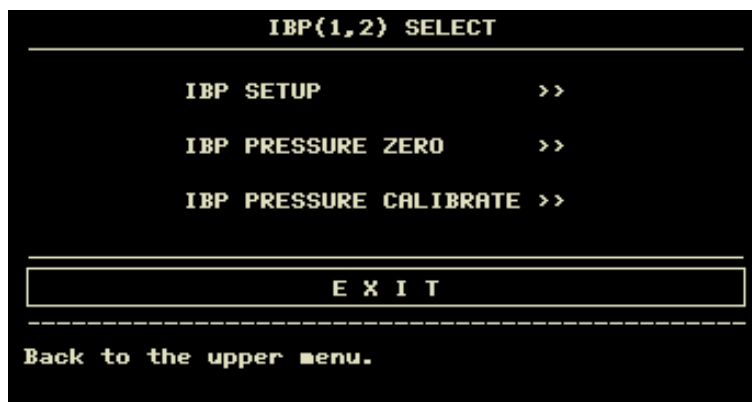 IBP(1,2) SELECT
IBP SETUP >>
IBP PRESSURE ZERO >>
IBP PRESSURE CALIBRATE >>
E X I T
Back to the upper menu.